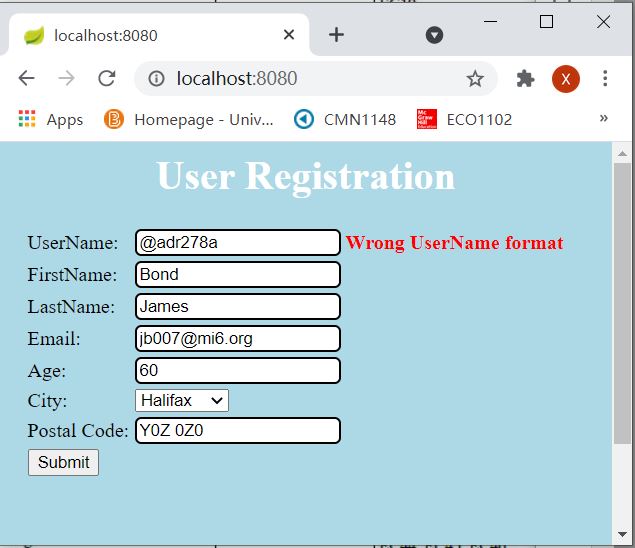 localhost:8080
localhost:8080 X
Apps Homepage - Univ... CMN1148 Mc Graw Hill Education ECO1102 »
User Registration
UserName: @adr278a Wrong UserName format
FirstName: Bond
LastName: James
Email: jb007@mi6.org
Age: 60
City: Halifax
Postal Code: Y0Z 0Z0
Submit